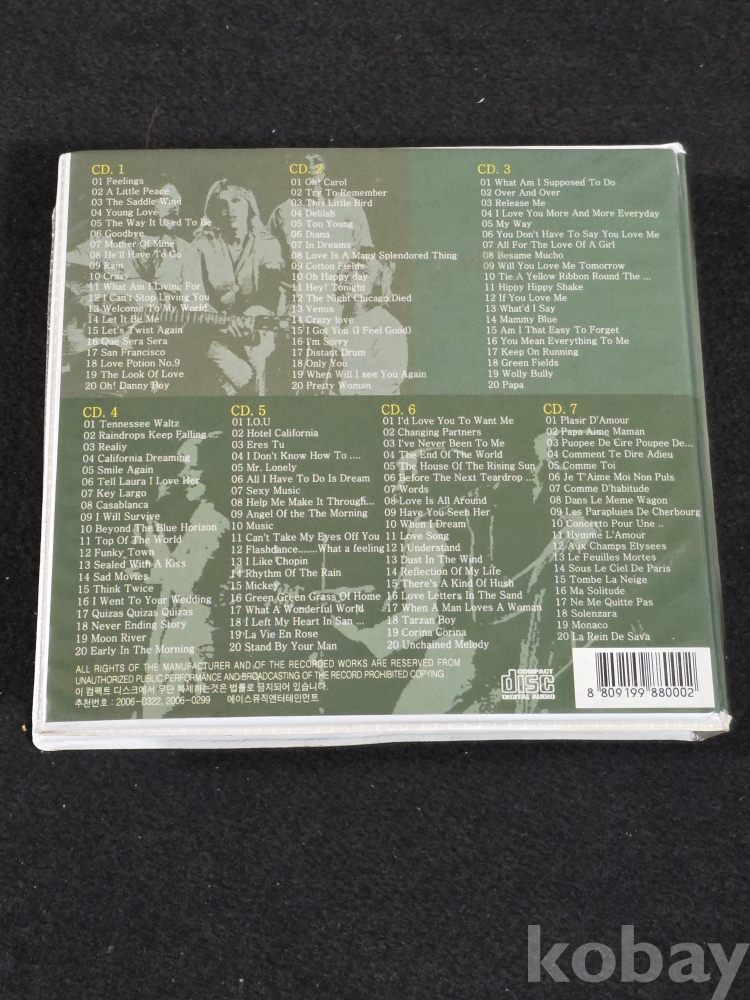 CD. 1
01 Feelings
02 A Little Peace
03 The Saddle Wind
04 Young Love
05 The Way It Used To Be
06 Goodbye
07 Mother Of Mine
08 He'll Have To Go
09 Rain
10 Crazy
11 What Am I Living For
12 I Can't Stop Loving You
13 Welcome To My World
14 Let It Be Me
15 Let's Twist Again
16 Que Sera Sera
17 San Francisco
18 Love Potion No.9
19 The Look Of Love
20 Oh! Danny Boy
CD. 2
01 Oh! Carol
02 Try To Remember
03 This Little Bird
04 Delilah
05 Too Young
06 Diana
07 In Dreams
08 Love Is A Many Splendored Thing
09 Cotton Fields
10 Oh Happy day
11 Hey! Tonight
12 The Night Chicago Died
13 Venus
14 Crazy love
15 I Got You (I Feel Good)
16 I'm Sorry
17 Distant Drum
18 Only You
19 When Will I see You Again
20 Pretty Woman
CD. 3
01 What Am I Supposed To Do
02 Over And Over
03 Release Me
04 I Love You More And More Everyday
05 My Way
06 You Don't Have To Say You Love Me
07 All For The Love Of A Girl
08 Besame Mucho
09 Will You Love Me Tomorrow
10 Tie A Yellow Ribbon Round The ...
11 Hippy Hippy Shake
12 If You Love Me
13 What'd I Say
14 Mammy Blue
15 Am I That Easy To Forget
16 You Mean Everything To Me
17 Keep On Running
18 Green Fields
19 Wolly Bully
20 Papa
CD. 4
01 Tennessee Waltz
02 Raindrops Keep Falling ...
03 Realiy
04 California Dreaming
05 Smile Again
06 Tell Laura I Love Her
07 Key Largo
08 Casablanca
09 I Will Survive
10 Beyond The Blue Horizon
11 Top Of The World
12 Funky Town
13 Sealed With A Kiss
14 Sad Movies
15 Think Twice
16 I Went To Your Wedding
17 Quizas Quizas Quizas
18 Never Ending Story
19 Moon River
20 Early In The Morning
CD. 5
01 I.O.U
02 Hotel California
03 Eres Tu
04 I Don't Know How To ....
05 Mr. Lonely
06 All I Have To Do Is Dream
07 Sexy Music
08 Help Me Make It Through...
09 Angel Of the The Morning
10 Music
11 Can't Take My Eyes Off You
12 Flashdance.......What a feeling
13 I Like Chopin
14 Rhythm Of The Rain
15 Mickey
16 Green Green Grass Of Home
17 What A Wonderful World
18 I Left My Heart In San ...
19 La Vie En Rose
20 Stand By Your Man
CD. 6
01 I'd Love You To Want Me
02 Changing Partners
03 I've Never Been To Me
04 The End Of The World
05 The House Of The Rising Sun
06 Before The Next Teardrop ...
07 Words
08 Love Is All Around
09 Have You Seen Her
10 When I Dream
11 Love Song
12 I Understand
13 Dust In The Wind
14 Reflection Of My Life
15 There's A Kind Of Hush
16 Love Letters In The Sand
17 When A Man Loves A Woman
18 Tarzan Boy
19 Corina Corina
20 Unchained Melody
CD. 7
01 Plasir D'Amour
02 Papa Aime Maman
03 Puopee De Cire Poupee De...
04 Comment Te Dire Adieu
05 Comme Toi
06 Je T'Aime Moi Non Puls
07 Comme D'habitude
08 Dans Le Meme Wagon
09 Les Parapluies De Cherbourg
10 Concetto Pour Une ..
11 Hymne L'Amour
12 Aux Champs Elysees
13 Le Feuilles Mortes
14 Sous Le Ciel De Paris
15 Tombe La Neige
16 Ma Solitude
17 Ne Me Quitte Pas
18 Solenzara
19 Monaco
20 La Rein De Sava
ALL RIGHTS OF THE MANUFACTURER AND OF THE RECORDED WORKS ARE RESERVED FROM
UNAUTHORIZED PUBLIC PERFORMANCE AND BROADCASTING OF THE RECORD PROHIBITED COPYING
이 컴팩트 디스크에서 무단 복제하는것은 법률로 금지되어 있습니다.
추천번호 : 2006-0322, 2006-0299 에이스뮤직엔터테인먼트
COMPACT
disc
DIGITAL AUDIO
8 809199 880002
kobay